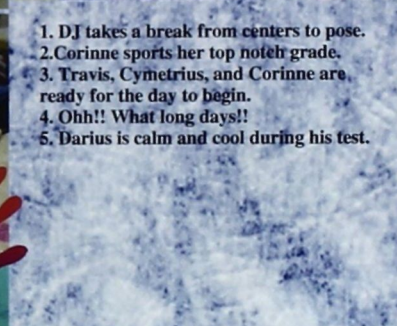 1. DJ takes a break from centers to pose.
2.Corinne sports her top notch grade.
3. Travis, Cymetrius, and Corinne are
ready for the day to begin.
4. Ohh!! What long days!!
5. Darius is calm and cool during his test.